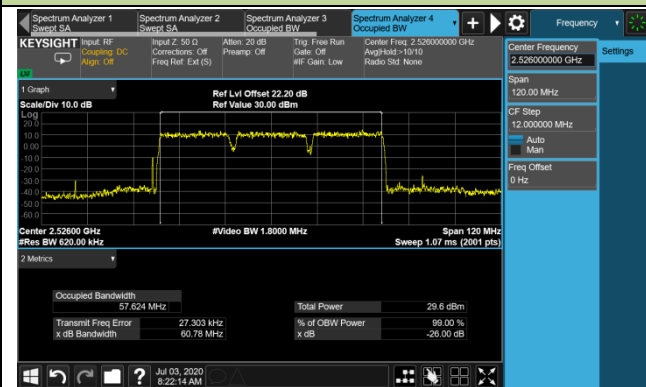 Spectrum Analyzer 1
Swept SA
Spectrum Analyzer 2
Swept SA
Spectrum Analyzer 3
Occupied BW
Spectrum Analyzer 4
Occupied BW
Frequency
KEYSIGHT
Input: RF
Coupling: DC
Align: Off
Input Z: 50 Ω
Corrections: Off
Freq Ref: Ext (S)
Atten: 20 dB
Preamp: Off
Trig: Free Run
Gate: Off
#IF Gain: Low
Center Freq: 2.526000000 GHz
Avg|Hold:>10/10
Radio Std: None
LV
Center Frequency
2.526000000 GHz
Settings
Span
120.00 MHz
CF Step
12.000000 MHz
Auto
Man
Freq Offset
0 Hz
1 Graph
Scale/Div 10.0 dB
Ref Lvl Offset 22.20 dB
Ref Value 30.00 dBm
Log
20.0
10.0
0.00
-10.0
-20.0
-30.0
-40.0
-50.0
-60.0
Center 2.52600 GHz
#Res BW 620.00 kHz
#Video BW 1.8000 MHz
Span 120 MHz
Sweep 1.07 ms (2001 pts)
2 Metrics
Occupied Bandwidth
57.624 MHz
Total Power 29.6 dBm
Transmit Freq Error 27.303 kHz
% of OBW Power 99.00 %
x dB Bandwidth 60.78 MHz
x dB -26.00 dB
?
Jul 03, 2020
8:22:14 AM